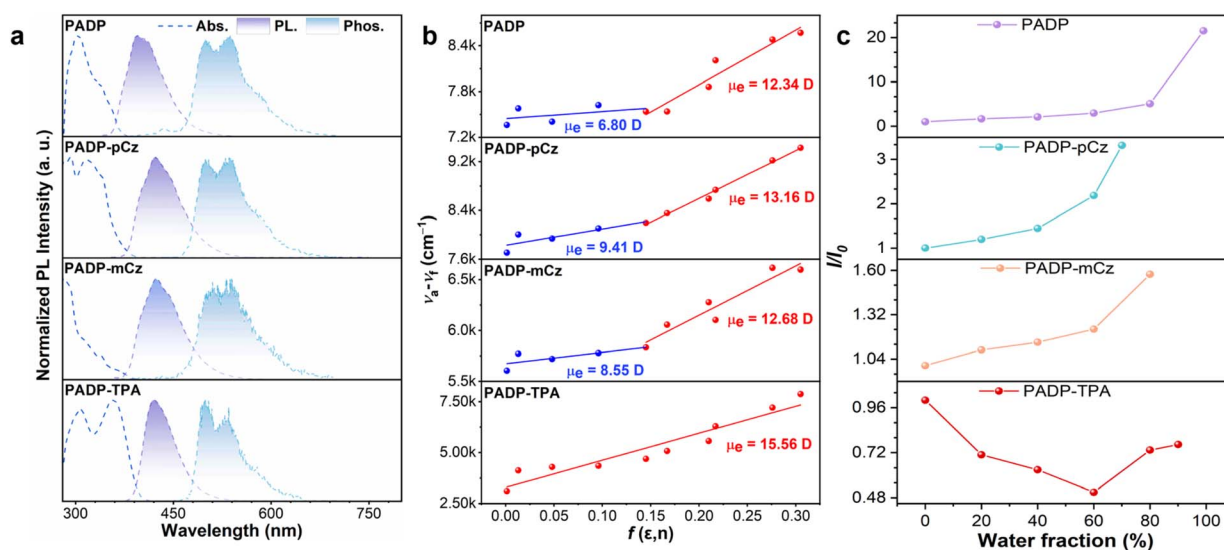 a
PADP
Abs.
PL.
Phos.
PADP-pCz
PADP-mCz
PADP-TPA
Normalized PL Intensity (a. u.)
300
450
600
750
Wavelength (nm)
b
PADP
8.4k
7.8k
7.2k
μe = 12.34 D
μe = 6.80 D
PADP-pCz
9.2k
8.4k
7.6k
μe = 13.16 D
μe = 9.41 D
PADP-mCz
6.5k
6.0k
5.5k
μe = 12.68 D
μe = 8.55 D
PADP-TPA
7.50k
5.00k
2.50k
μe = 15.56 D
νa-νf (cm−1)
0.00
0.05
0.10
0.15
0.20
0.25
0.30
f (ε,n)
c
PADP
20
10
0
PADP-pCz
3
2
1
PADP-mCz
1.60
1.32
1.04
PADP-TPA
0.96
0.72
0.48
I/I0
0
20
40
60
80
100
Water fraction (%)